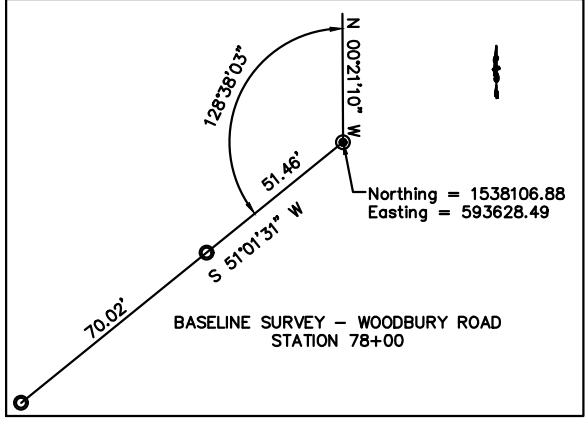 N 00°21'10" W
128°38'03"
51.46'
Northing = 1538106.88
Easting = 593628.49
S 51°01'31" W
70.02'
BASELINE SURVEY – WOODBURY ROAD
STATION 78+00